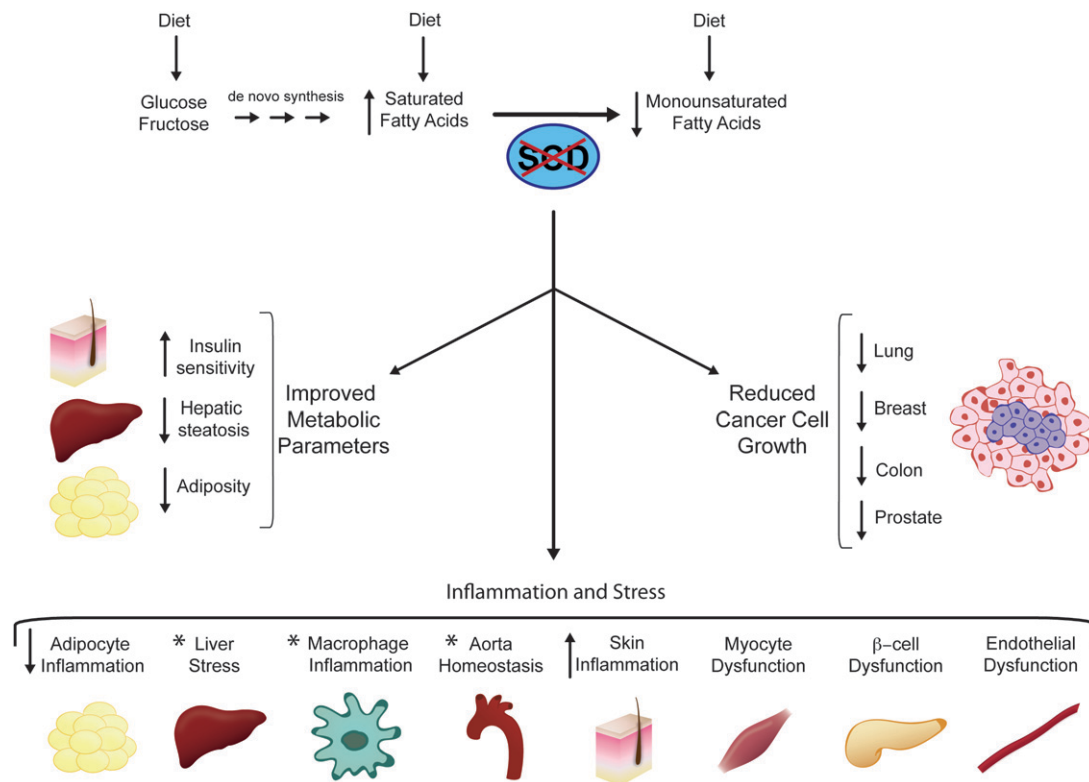 Diet
Diet
Diet
Glucose
Fructose
de novo synthesis
Saturated
Fatty Acids
Monounsaturated
Fatty Acids
SCD
Insulin
sensitivity
Hepatic
steatosis
Adiposity
Improved
Metabolic
Parameters
Reduced
Cancer Cell
Growth
Lung
Breast
Colon
Prostate
Inflammation and Stress
Adipocyte
Inflammation
* Liver
Stress
* Macrophage
Inflammation
* Aorta
Homeostasis
Skin
Inflammation
Myocyte
Dysfunction
β-cell
Dysfunction
Endothelial
Dysfunction